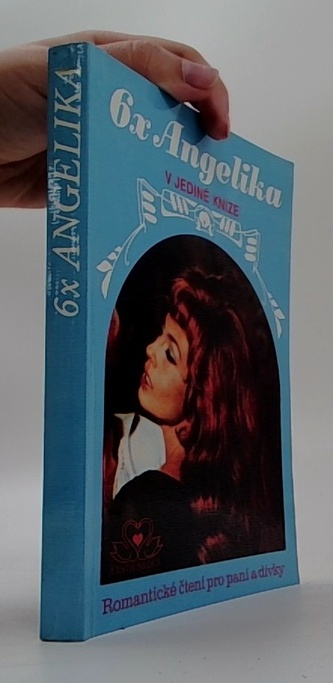 6x ANGELIKA
6x Angelika
V JEDINÉ KNIZE
Romantické čtení pro paní a dívky